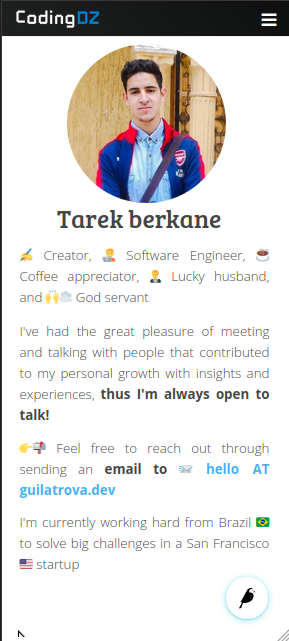 CodingDZ
Tarek berkane
✍️ Creator, 🧑‍💻 Software Engineer, ☕
Coffee appreciator, 🤵 Lucky husband,
and 🙌🏻 God servant
I've had the great pleasure of meeting
and talking with people that contributed
to my personal growth with insights and
experiences, thus I'm always open to
talk!
👉📬 Feel free to reach out through
sending an email to 📨 hello AT
guilatrova.dev
I'm currently working hard from Brazil 🇧🇷
to solve big challenges in a San Francisco
🇺🇸 startup